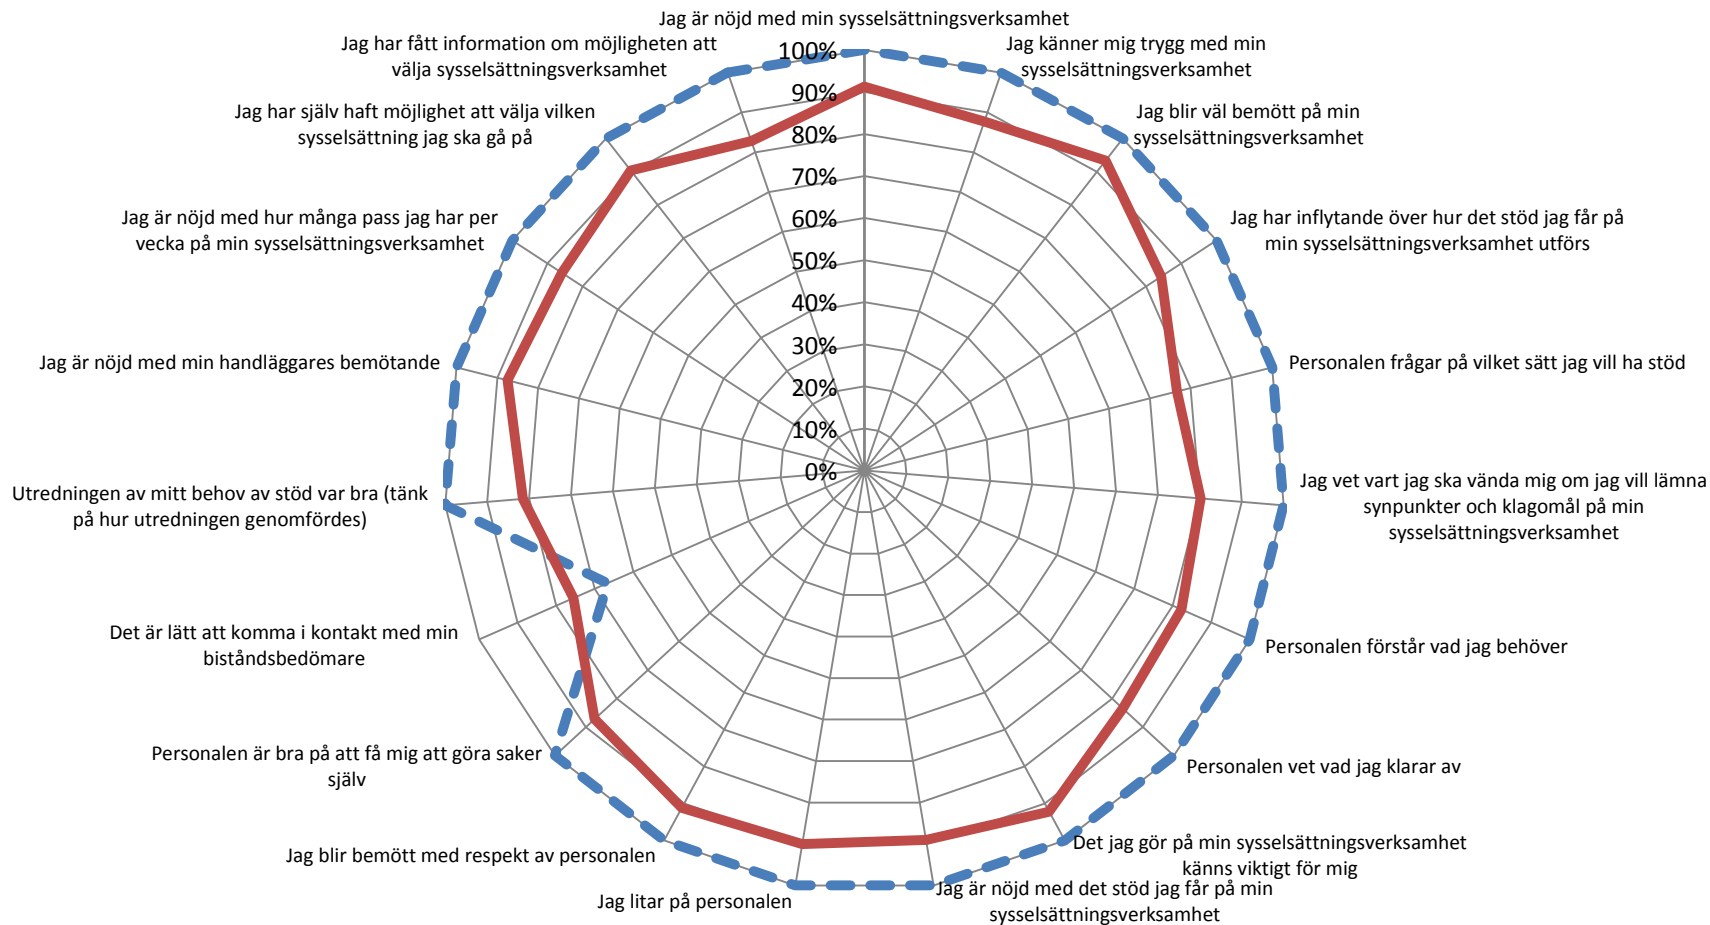 Jag är nöjd med min sysselsättningsverksamhet
Jag känner mig trygg med min
sysselsättningsverksamhet
Jag blir väl bemött på min
sysselsättningsverksamhet
Jag har inflytande över hur det stöd jag får på
min sysselsättningsverksamhet utförs
Personalen frågar på vilket sätt jag vill ha stöd
Jag vet vart jag ska vända mig om jag vill lämna
synpunkter och klagomål på min
sysselsättningsverksamhet
Personalen förstår vad jag behöver
Personalen vet vad jag klarar av
Det jag gör på min sysselsättningsverksamhet
känns viktigt för mig
Jag är nöjd med det stöd jag får på min
sysselsättningsverksamhet
Jag litar på personalen
Jag blir bemött med respekt av personalen
Personalen är bra på att få mig att göra saker
själv
Det är lätt att komma i kontakt med min
biståndsbedömare
Utredningen av mitt behov av stöd var bra (tänk
på hur utredningen genomfördes)
Jag är nöjd med min handläggares bemötande
Jag är nöjd med hur många pass jag har per
vecka på min sysselsättningsverksamhet
Jag har själv haft möjlighet att välja vilken
sysselsättning jag ska gå på
Jag har fått information om möjligheten att
välja sysselsättningsverksamhet
100%
90%
80%
70%
60%
50%
40%
30%
20%
10%
0%